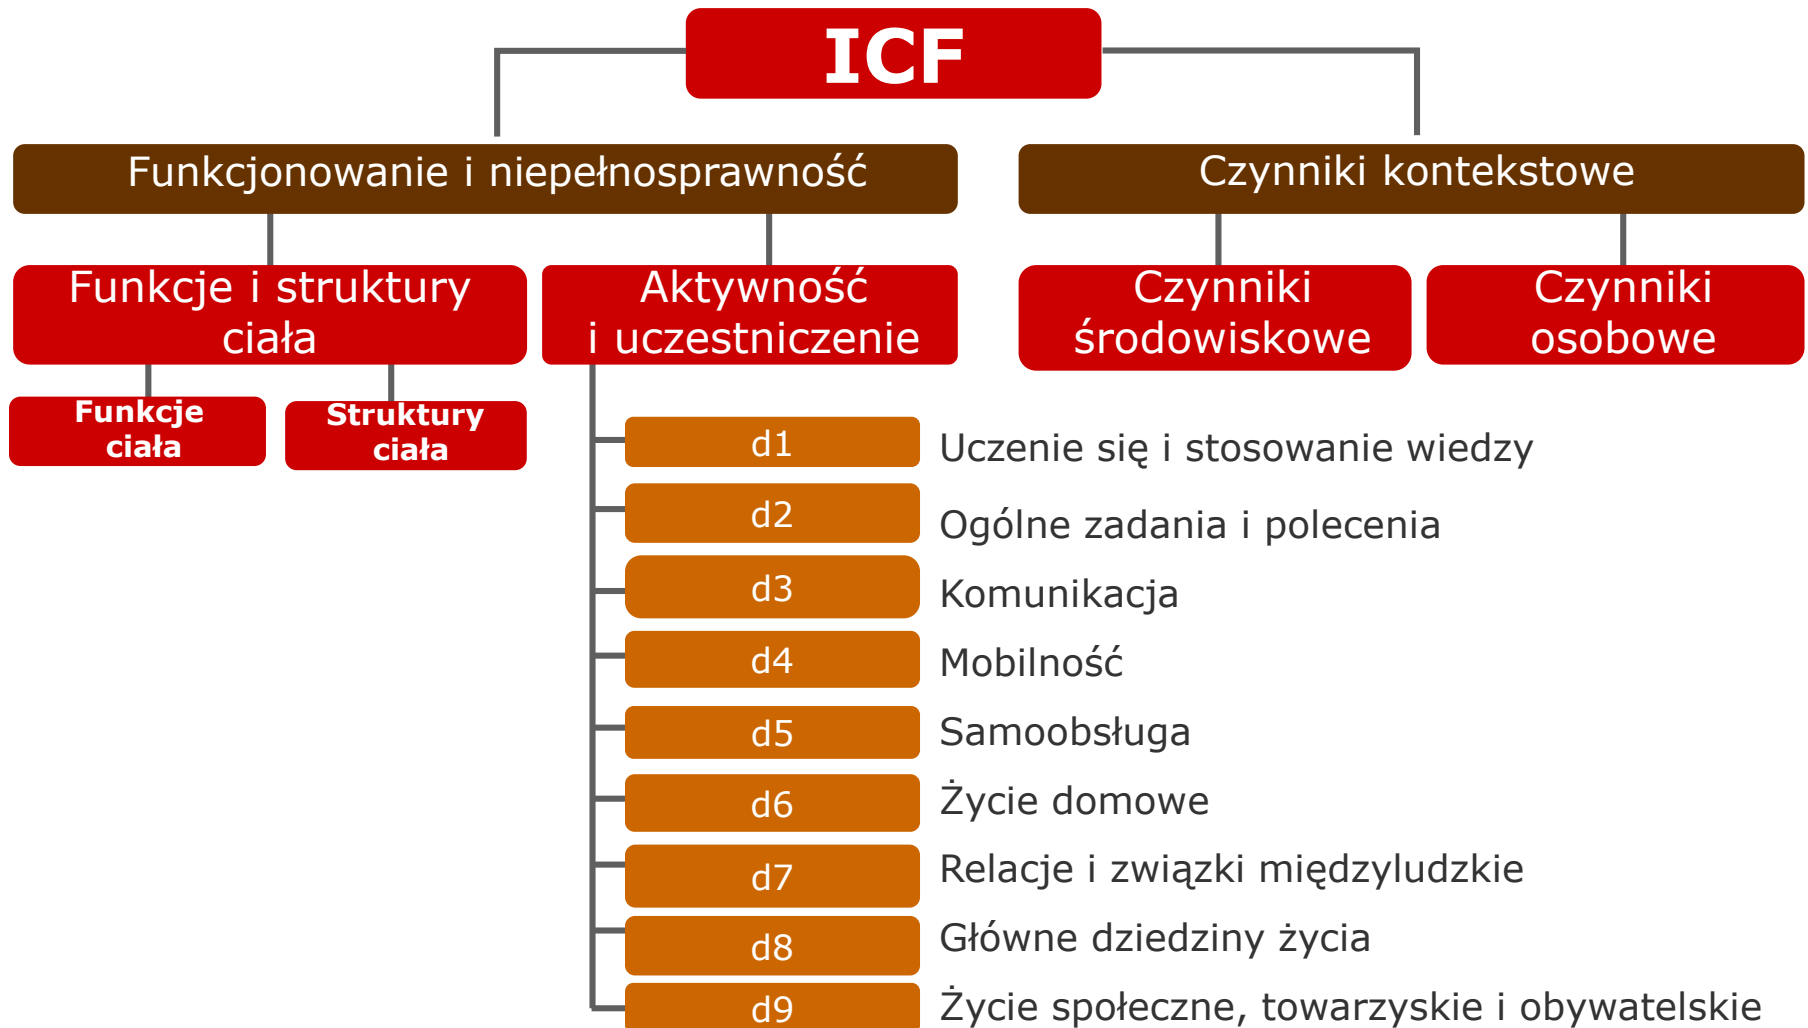 ICF
Funkcjonowanie i niepełnosprawność
Czynniki kontekstowe
Funkcje i struktury
ciała
Aktywność
i uczestniczenie
Czynniki
środowiskowe
Czynniki
osobowe
Funkcje
ciała
Struktury
ciała
d1 Uczenie się i stosowanie wiedzy
d2 Ogólne zadania i polecenia
d3 Komunikacja
d4 Mobilność
d5 Samoobsługa
d6 Życie domowe
d7 Relacje i związki międzyludzkie
d8 Główne dziedziny życia
d9 Życie społeczne, towarzyskie i obywatelskie